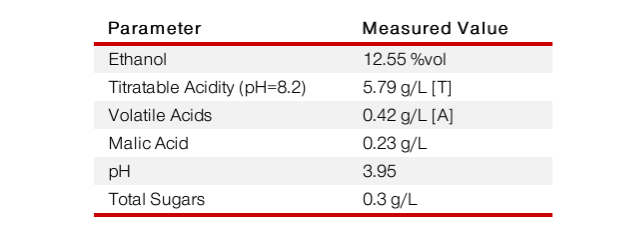 Parameter Measured Value
Ethanol 12.55 %vol
Titratable Acidity (pH=8.2) 5.79 g/L [T]
Volatile Acids 0.42 g/L [A]
Malic Acid 0.23 g/L
pH 3.95
Total Sugars 0.3 g/L